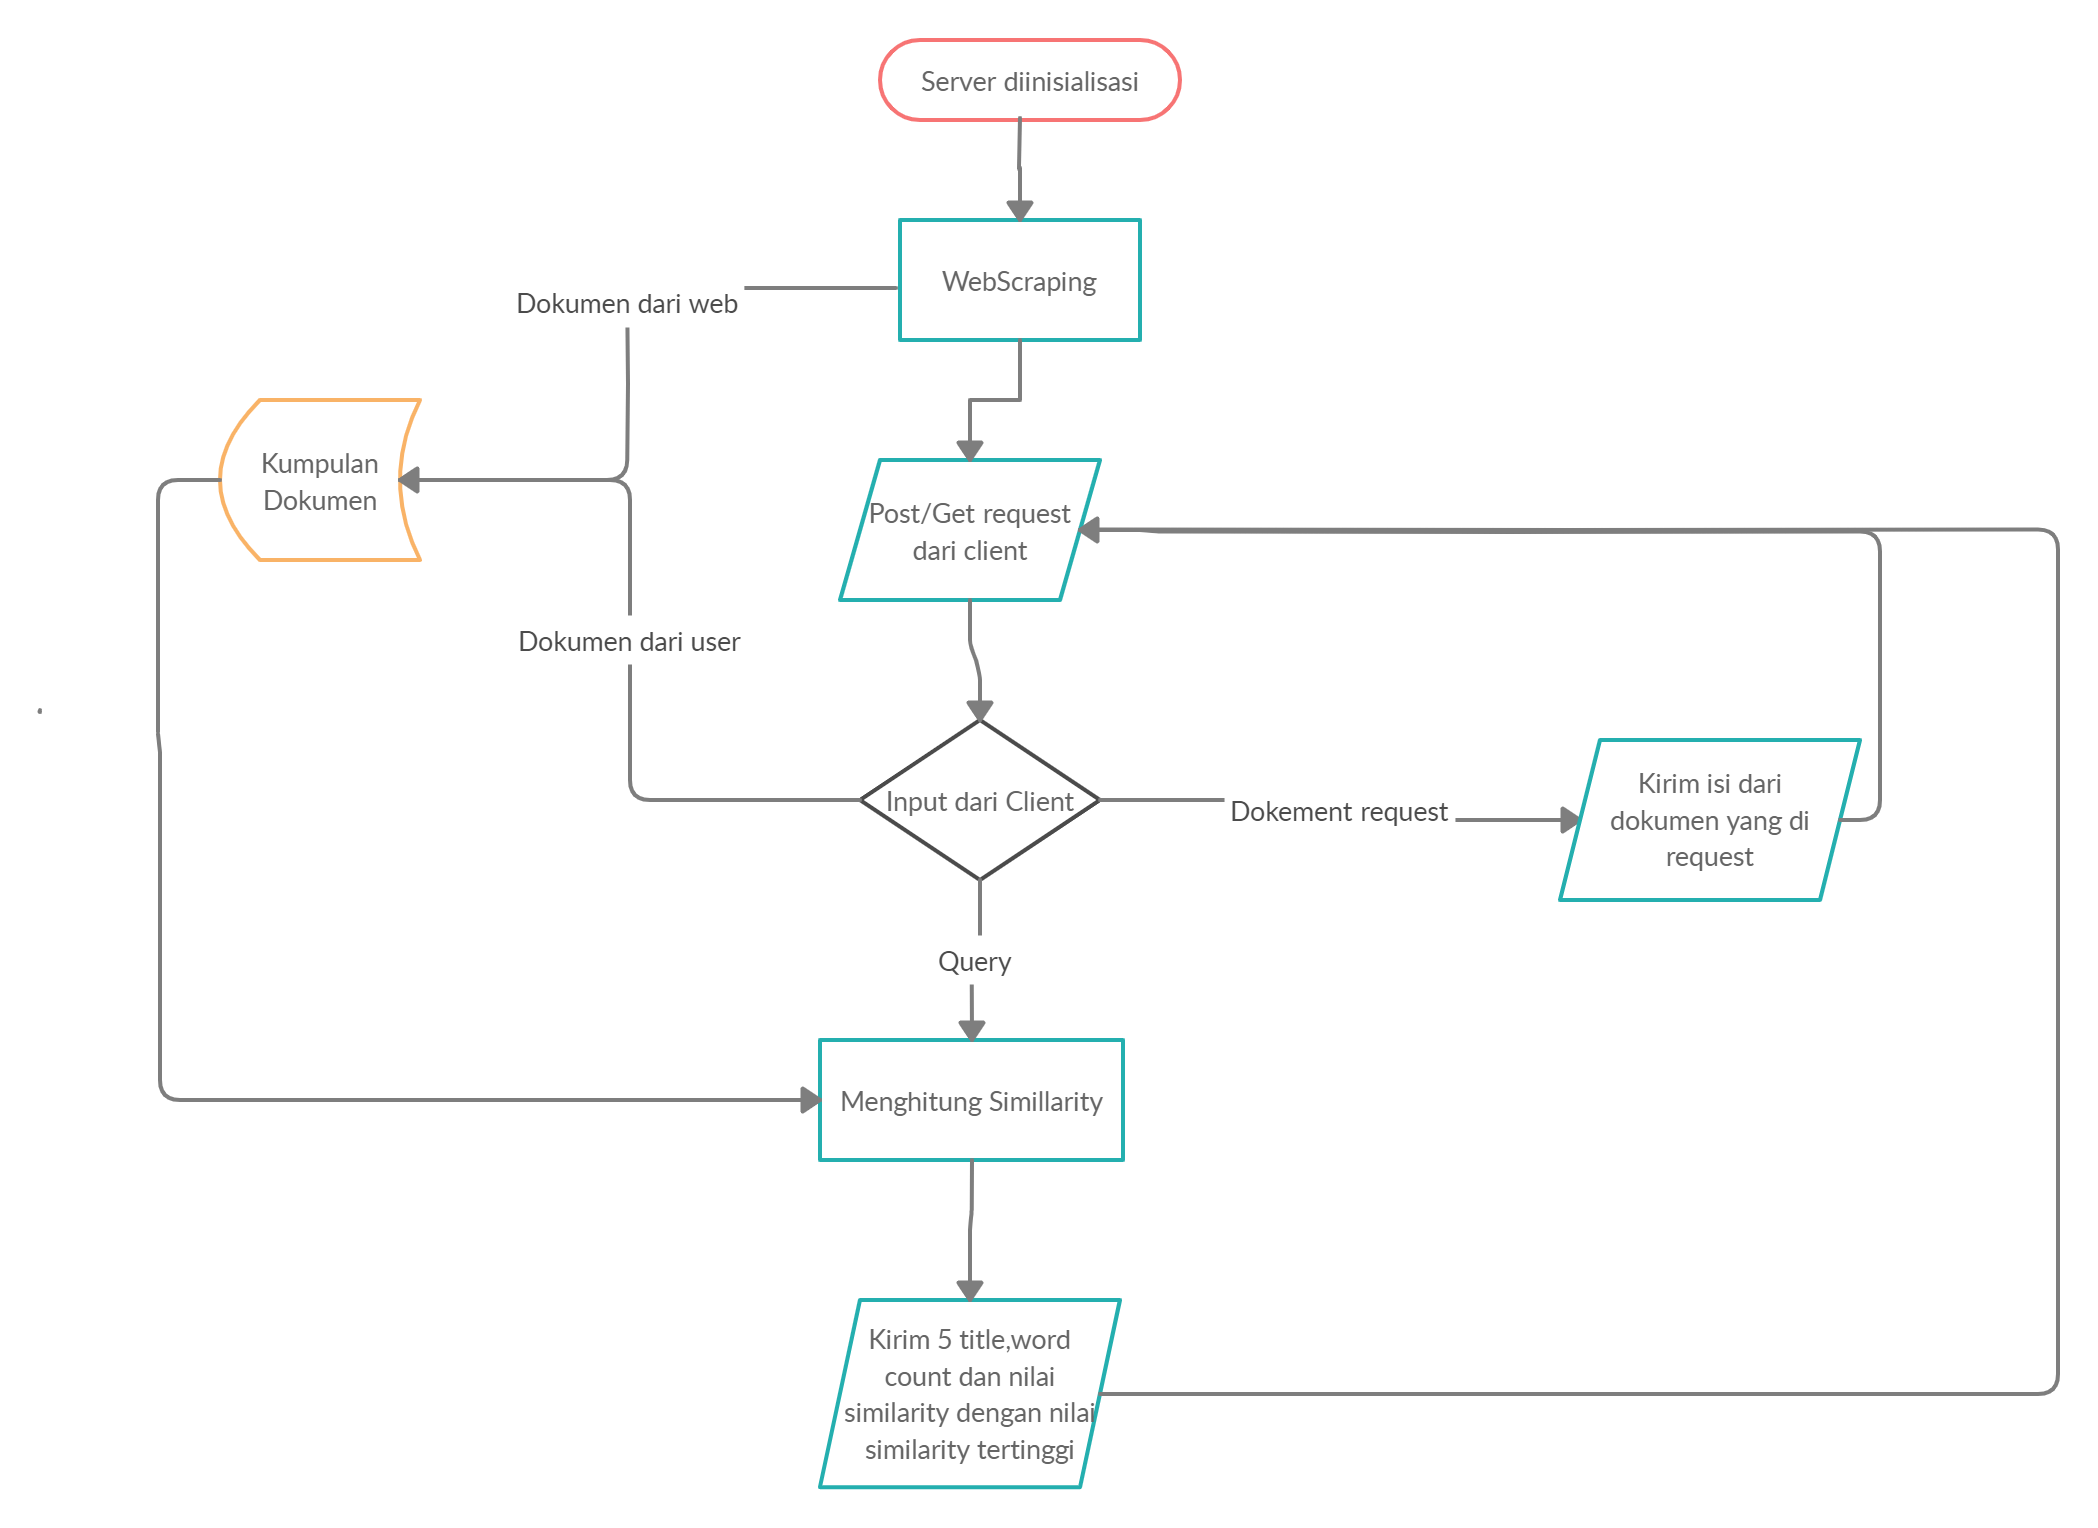 Server diinisialisasi
WebScraping
Dokumen dari web
Kumpulan
Dokumen
Post/Get request
dari client
Dokumen dari user
Input dari Client
Dokement request
Kirim isi dari
dokumen yang di
request
Query
Menghitung Simillarity
Kirim 5 title,word
count dan nilai
similarity dengan nilai
similarity tertinggi